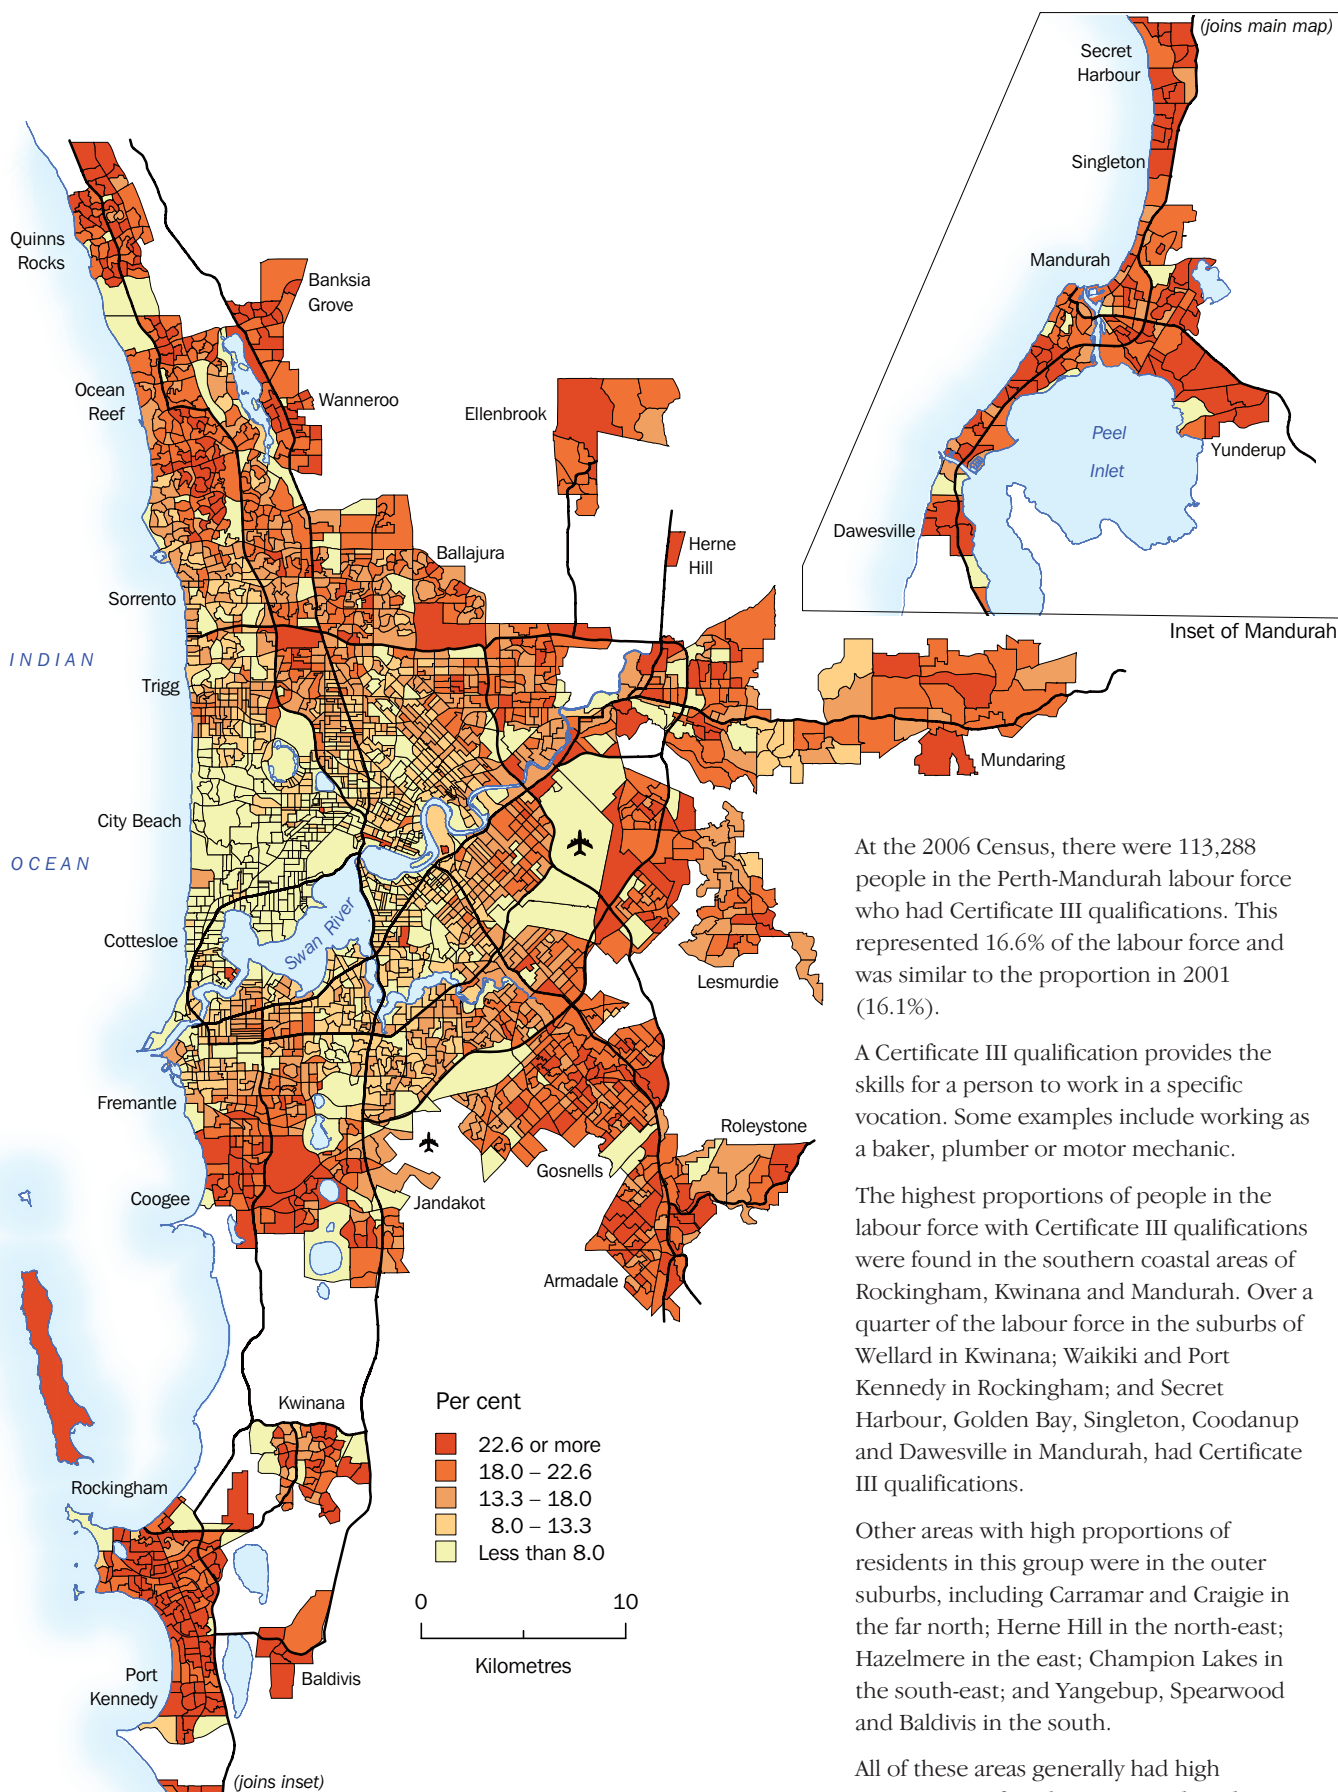 (joins main map)
Secret
Harbour
Singleton
Mandurah
Peel
Inlet
Yunderup
Dawesville
Inset of Mandurah
Quinns
Rocks
Banksia
Grove
Ocean
Reef
Wanneroo
Ellenbrook
Ballajura
Herne
Hill
Sorrento
INDIAN
Trigg
Mundaring
City Beach
OCEAN
Cottesloe
Swan River
Lesmurdie
Fremantle
Roleystone
Gosnells
Coogee
Jandakot
Armadale
Kwinana
Rockingham
Port
Kennedy
Baldivis
(joins inset)
Per cent
22.6 or more
18.0 – 22.6
13.3 – 18.0
8.0 – 13.3
Less than 8.0
0 10
Kilometres
At the 2006 Census, there were 113,288
people in the Perth-Mandurah labour force
who had Certificate III qualifications. This
represented 16.6% of the labour force and
was similar to the proportion in 2001
(16.1%).
A Certificate III qualification provides the
skills for a person to work in a specific
vocation. Some examples include working as
a baker, plumber or motor mechanic.
The highest proportions of people in the
labour force with Certificate III qualifications
were found in the southern coastal areas of
Rockingham, Kwinana and Mandurah. Over a
quarter of the labour force in the suburbs of
Wellard in Kwinana; Waikiki and Port
Kennedy in Rockingham; and Secret
Harbour, Golden Bay, Singleton, Coodanup
and Dawesville in Mandurah, had Certificate
III qualifications.
Other areas with high proportions of
residents in this group were in the outer
suburbs, including Carramar and Craigie in
the far north; Herne Hill in the north-east;
Hazelmere in the east; Champion Lakes in
the south-east; and Yangebup, Spearwood
and Baldivis in the south.
All of these areas generally had high